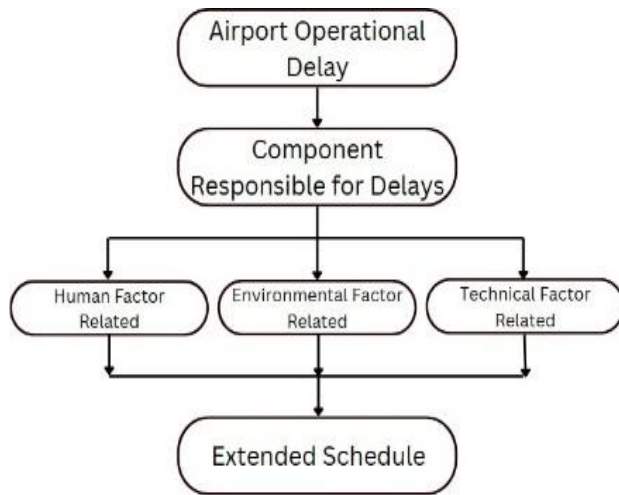 Airport Operational
Delay
Component
Responsible for Delays
Human Factor
Related
Environmental Factor
Related
Technical Factor
Related
Extended Schedule